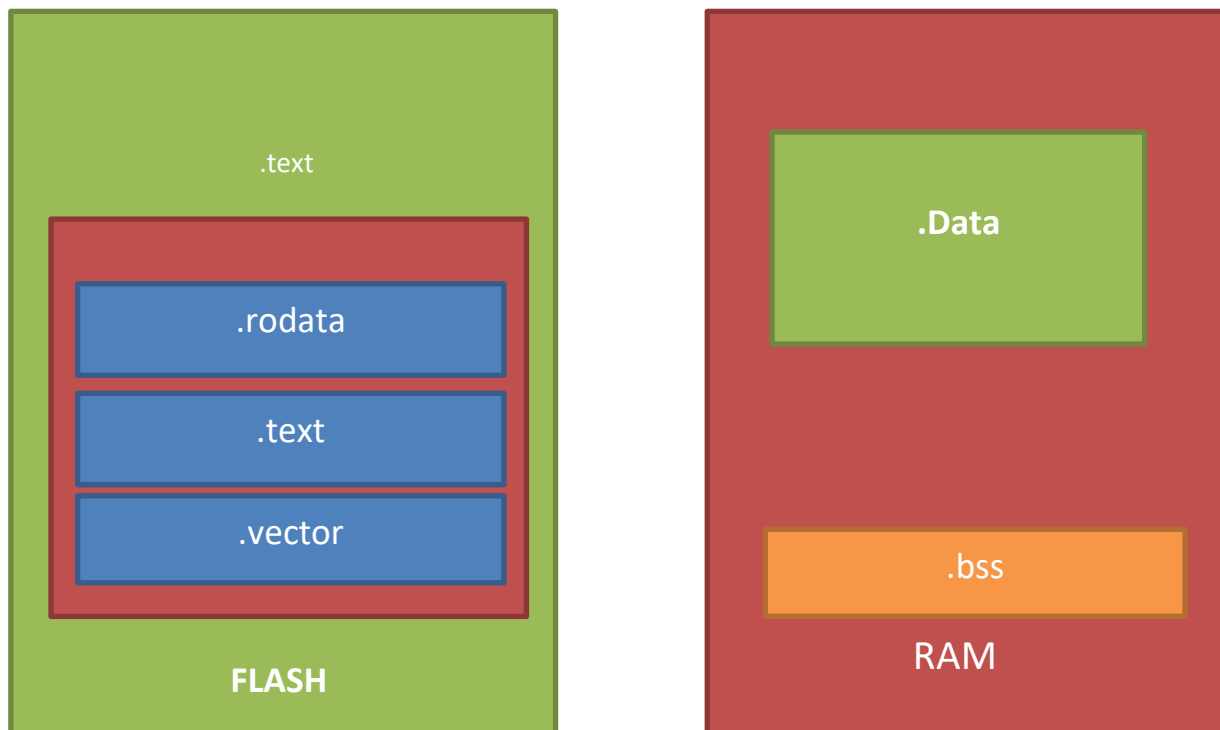 .text
.rodata
.text
.vector
FLASH
.Data
.bss
RAM